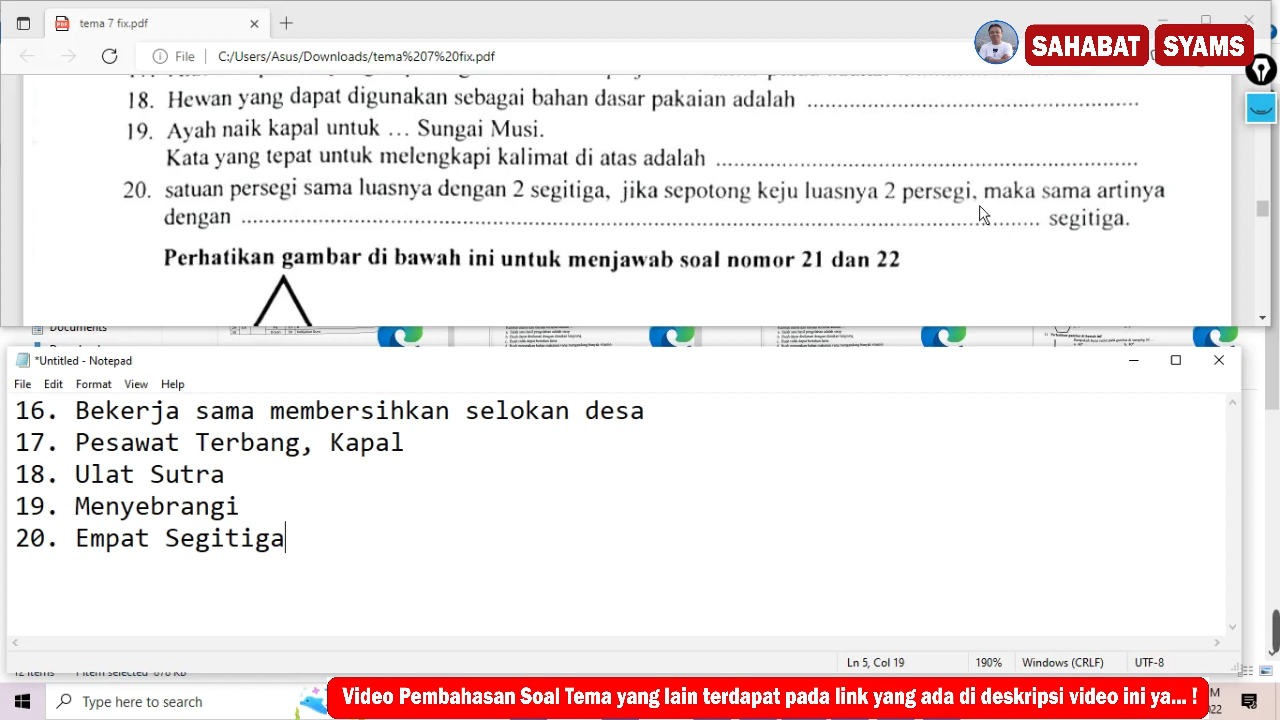 tema 7 fix.pdf
File C:/Users/Asus/Downloads/tema%207%20fix.pdf
SAHABAT SYAMS
18. Hewan yang dapat digunakan sebagai bahan dasar pakaian adalah
19. Ayah naik kapal untuk ... Sungai Musi.
Kata yang tepat untuk melengkapi kalimat di atas adalah
20. satuan persegi sama luasnya dengan 2 segitiga, jika sepotong keju luasnya 2 persegi, maka sama artinya
dengan segitiga.
Perhatikan gambar di bawah ini untuk menjawab soal nomor 21 dan 22
Documents
*Untitled - Notepad
File Edit Format View Help
16. Bekerja sama membersihkan selokan desa
17. Pesawat Terbang, Kapal
18. Ulat Sutra
19. Menyebrangi
20. Empat Segitiga
Ln 5, Col 19 190% Windows (CRLF) UTF-8
Type here to search
Video Pembahasan Soal Tema yang lain terdapat pada link yang ada di deskripsi video ini ya... !